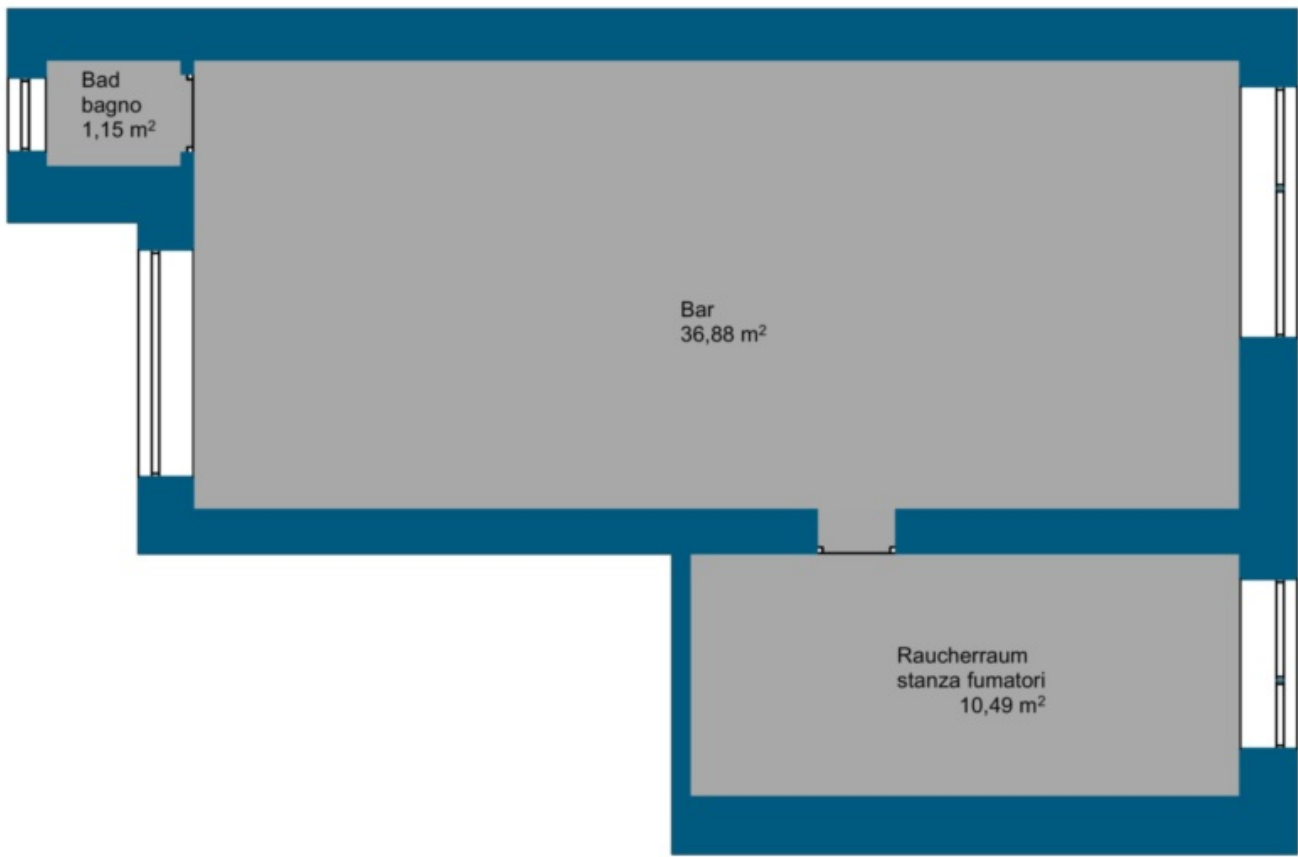 Bad
bagno
1,15 m²
Bar
36,88 m²
Raucherraum
stanza fumatori
10,49 m²